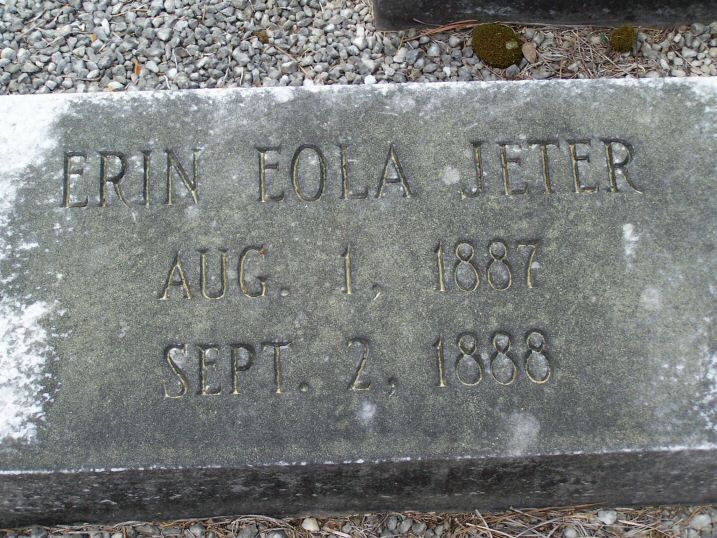 ERIN EOLA JETER
AUG. 1, 1887
SEPT. 2, 1888